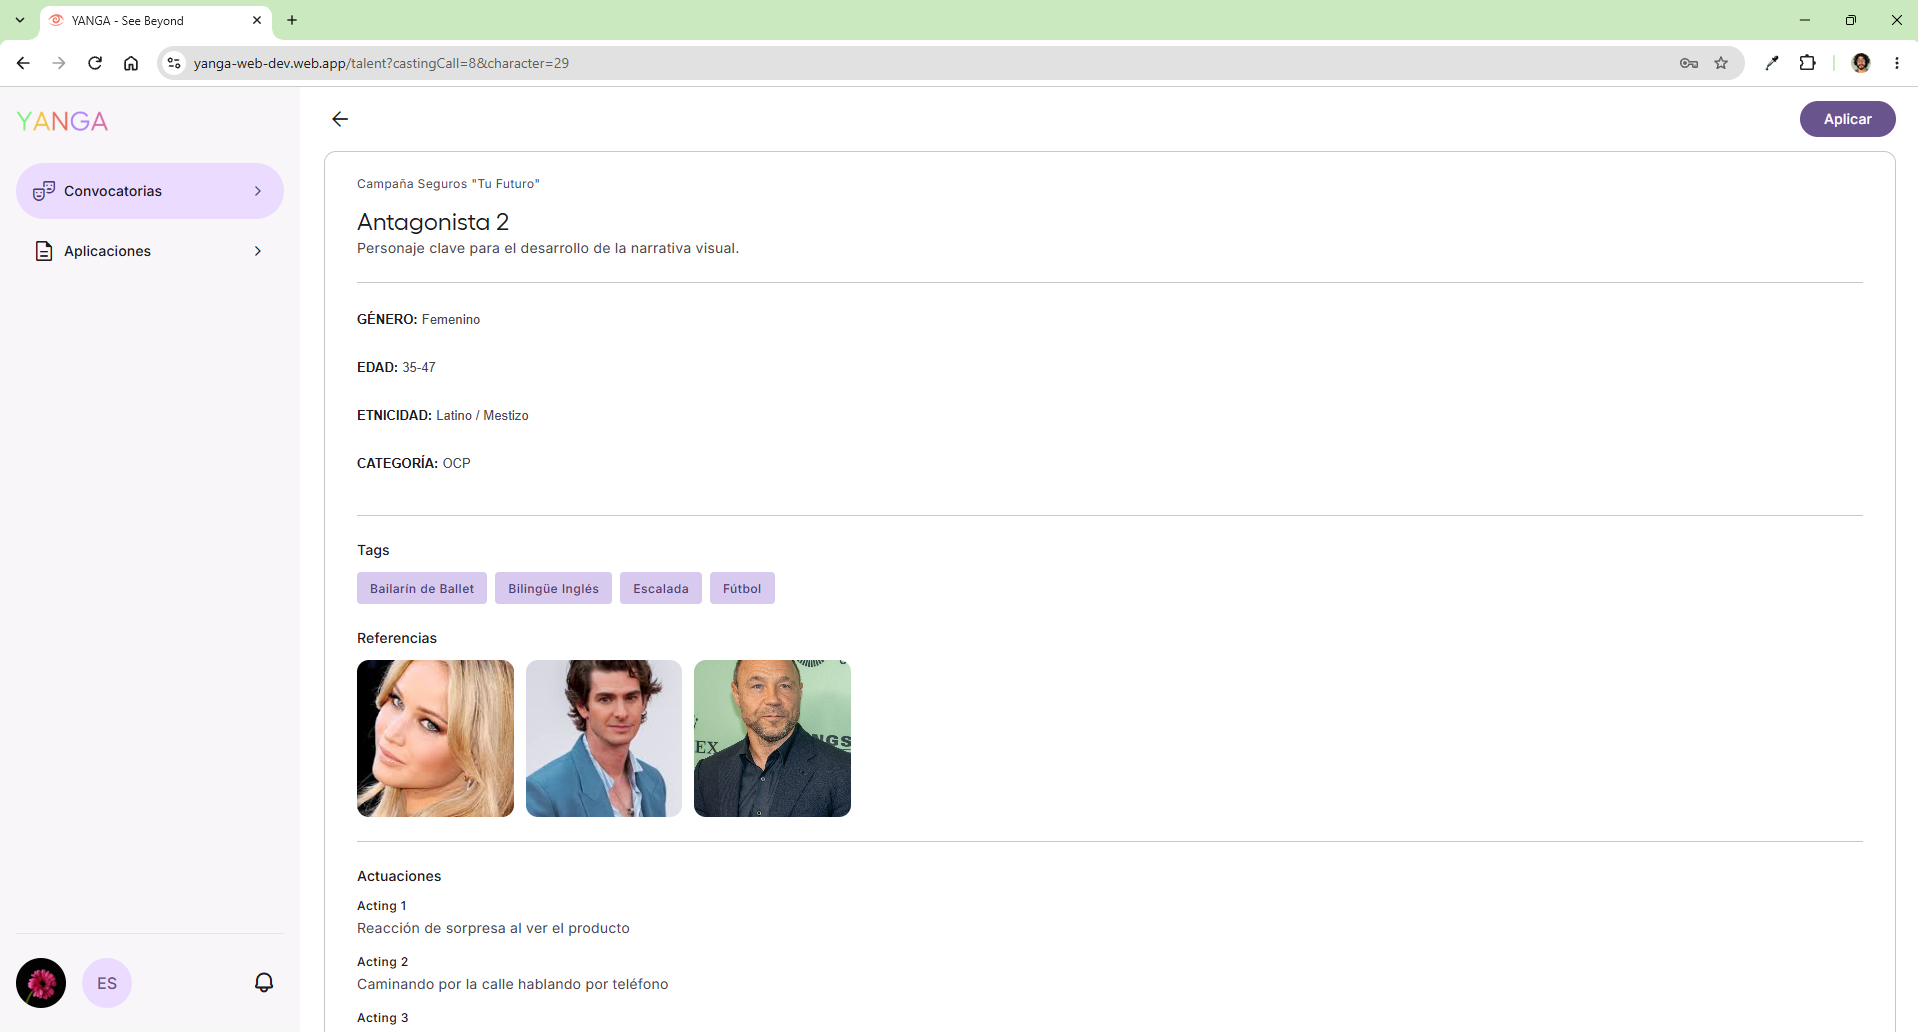 YANGA - See Beyond
yanga-web-dev.web.app/talent?castingCall=8&character=29
YANGA
Aplicar
Convocatorias
Aplicaciones
Campaña Seguros "Tu Futuro"
Antagonista 2
Personaje clave para el desarrollo de la narrativa visual.
GÉNERO: Femenino
EDAD: 35-47
ETNICIDAD: Latino / Mestizo
CATEGORÍA: OCP
Tags
Bailarín de Ballet
Bilingüe Inglés
Escalada
Fútbol
Referencias
EX
NGS
Actuaciones
Acting 1
Reacción de sorpresa al ver el producto
Acting 2
Caminando por la calle hablando por teléfono
Acting 3
ES